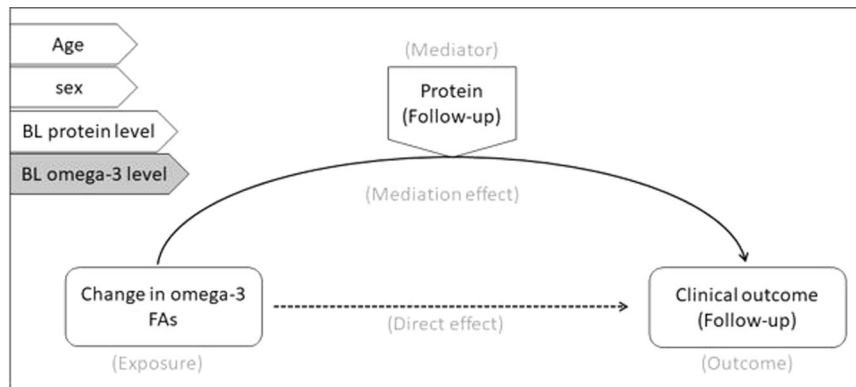 Age
sex
BL protein level
BL omega-3 level
(Mediator)
Protein
(Follow-up)
(Mediation effect)
Change in omega-3
FAs
(Exposure)
(Direct effect)
Clinical outcome
(Follow-up)
(Outcome)